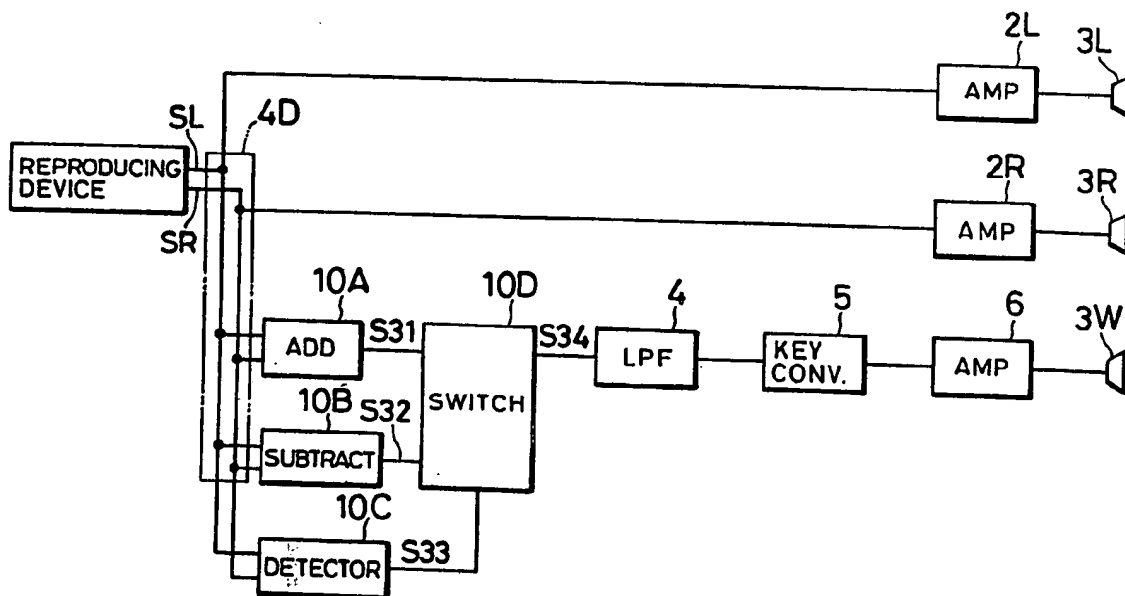 2L
3L
AMP
SL
4D
REPRODUCING
DEVICE
2R
3R
SR
AMP
10A
10D
4
5
6
3W
ADD
S31
S34
LPF
KEY
CONV.
AMP
10B
S32
SWITCH
SUBTRACT
10C
S33
DETECTOR